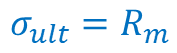 σ_ult = R_m